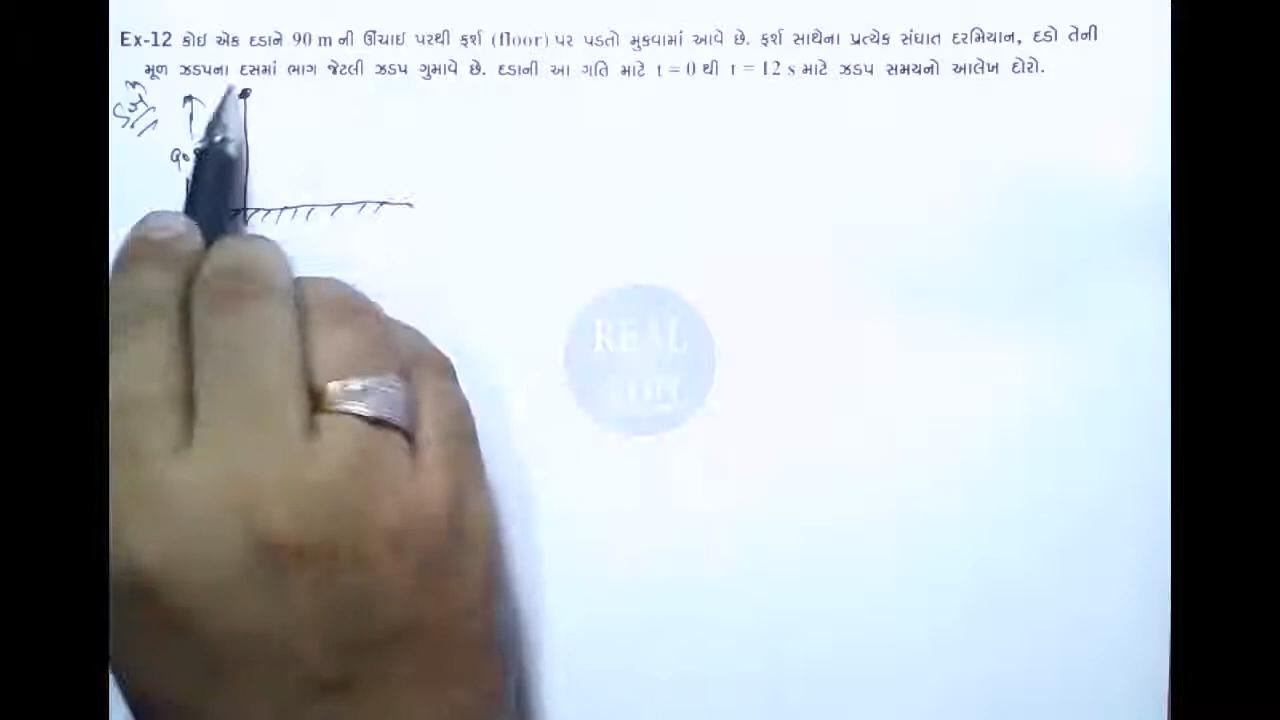 Ex-12 કોઇ એક દડાને 90 m ની ઊંચાઇ પરથી ફર્શ (floor) પર પડતો મુકવામાં આવે છે. ફર્શ સાથેના પ્રત્યેક સંઘાત દરમિયાન, દડો તેની
મૂળ ઝડપના દસમાં ભાગ જેટલી ઝડપ ગુમાવે છે. દડાની આ ગતિ માટે t = 0 થી t = 12 s માટે ઝડપ સમયનો આલેખ દોરો.
REAL